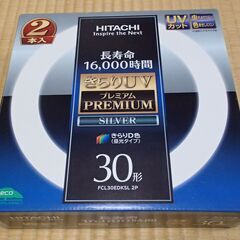 2本入
HITACHI
Inspire the Next
UVカット
長寿命
16,000時間
きらりUV
プレミアム
PREMIUM
SILVER
きらりD色
(昼光タイプ)
30形
FCL30EDKSL 2P
eco
30